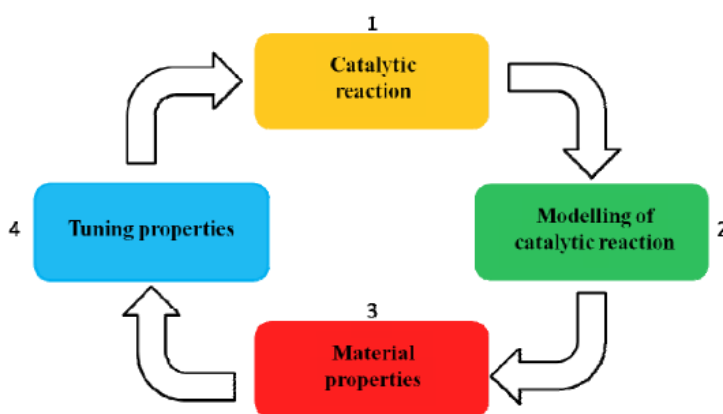 1
Catalytic
reaction
Modelling of
catalytic reaction
2
3
Material
properties
4
Tuning properties